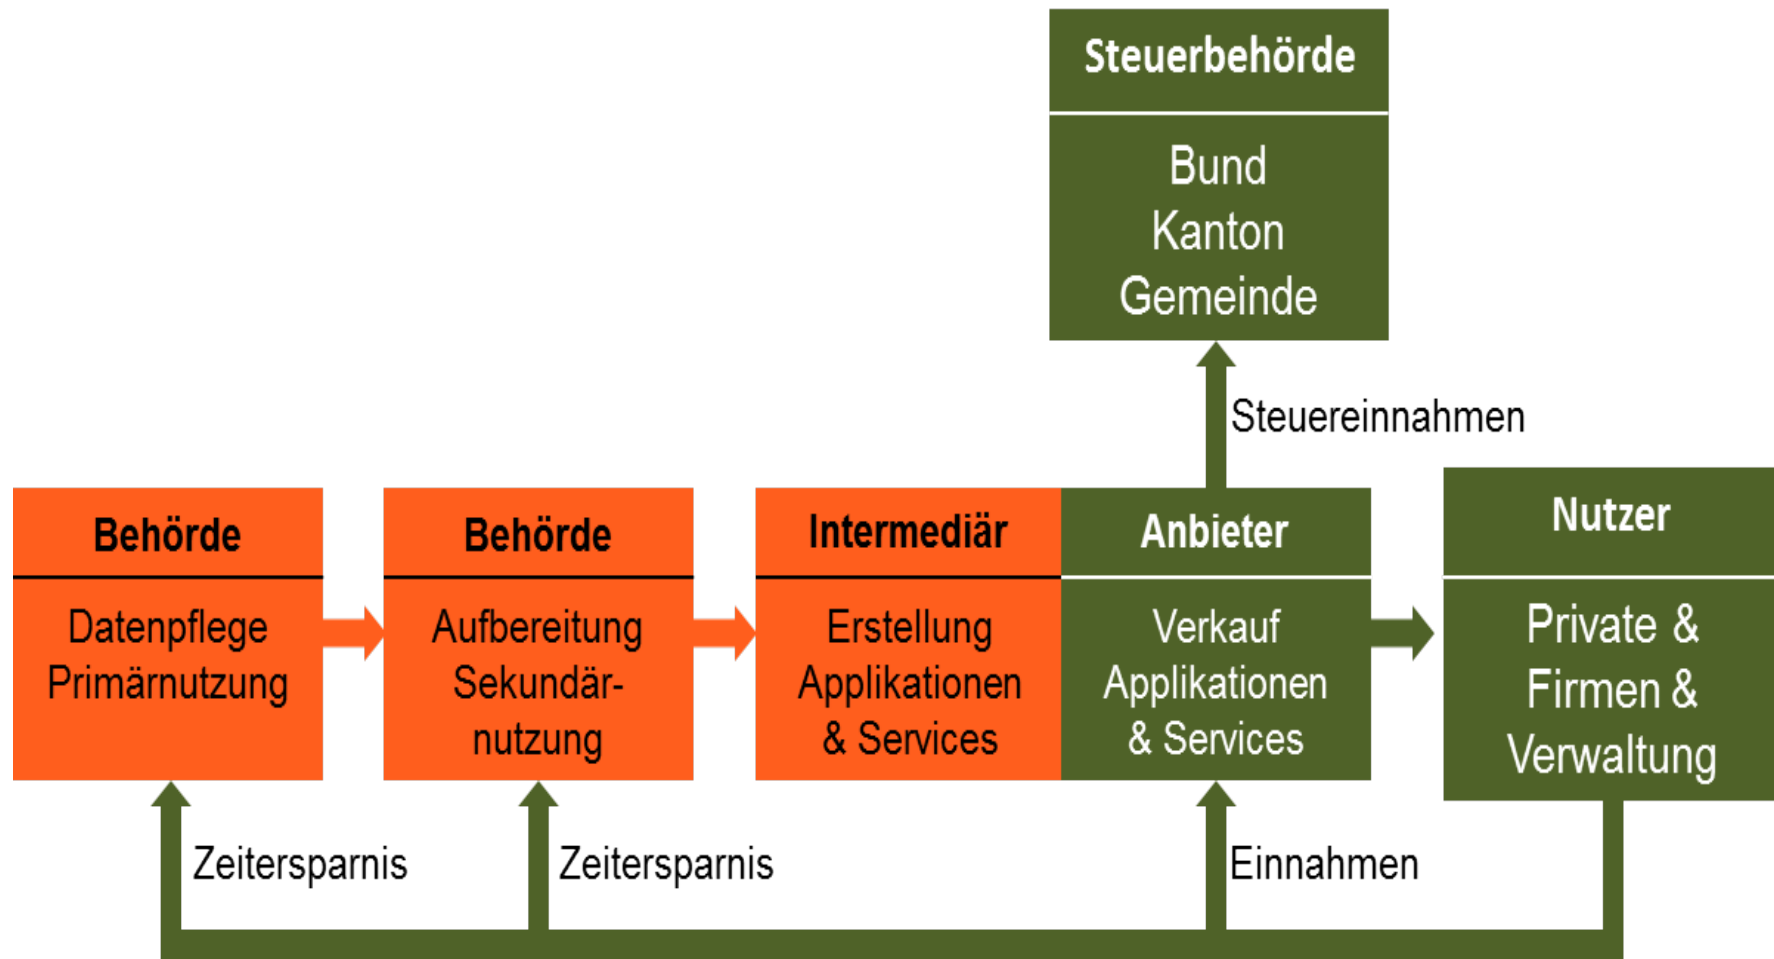 Steuerbehörde
Bund
Kanton
Gemeinde
Steuereinnahmen
Behörde
Datenpflege
Primärnutzung
Behörde
Aufbereitung
Sekundär-
nutzung
Intermediär
Erstellung
Applikationen
& Services
Anbieter
Verkauf
Applikationen
& Services
Nutzer
Private &
Firmen &
Verwaltung
Zeitersparnis
Zeitersparnis
Einnahmen